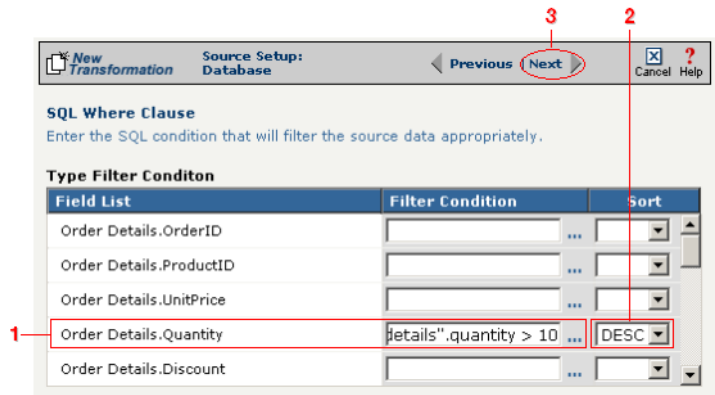 3 2
New Transformation
Source Setup: Database
Previous Next
Cancel Help
SQL Where Clause
Enter the SQL condition that will filter the source data appropriately.
Type Filter Conditon
Field List Filter Condition Sort
Order Details.OrderID ...
Order Details.ProductID ...
Order Details.UnitPrice ...
1 Order Details.Quantity details".quantity > 10 ... DESC
Order Details.Discount ...